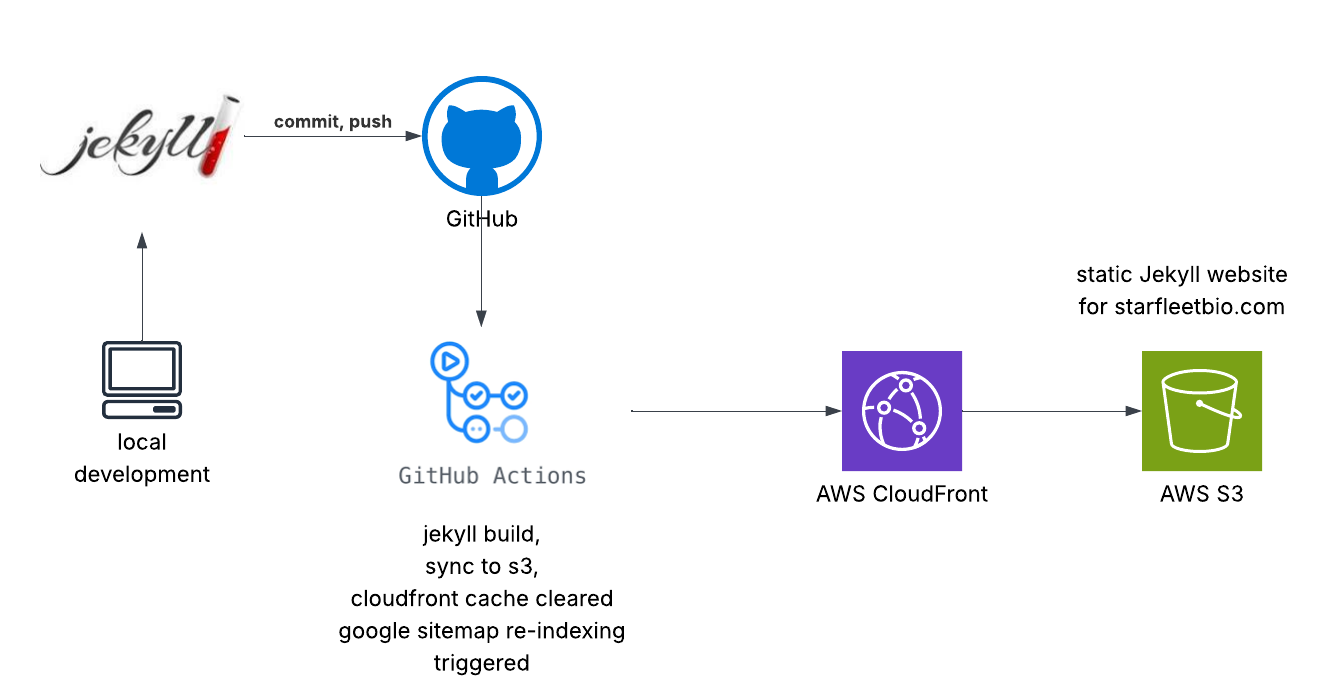 jekyll
commit, push
GitHub
static Jekyll website
for starfleetbio.com
local
development
GitHub Actions
AWS CloudFront
AWS S3
jekyll build,
sync to s3,
cloudfront cache cleared
google sitemap re-indexing
triggered